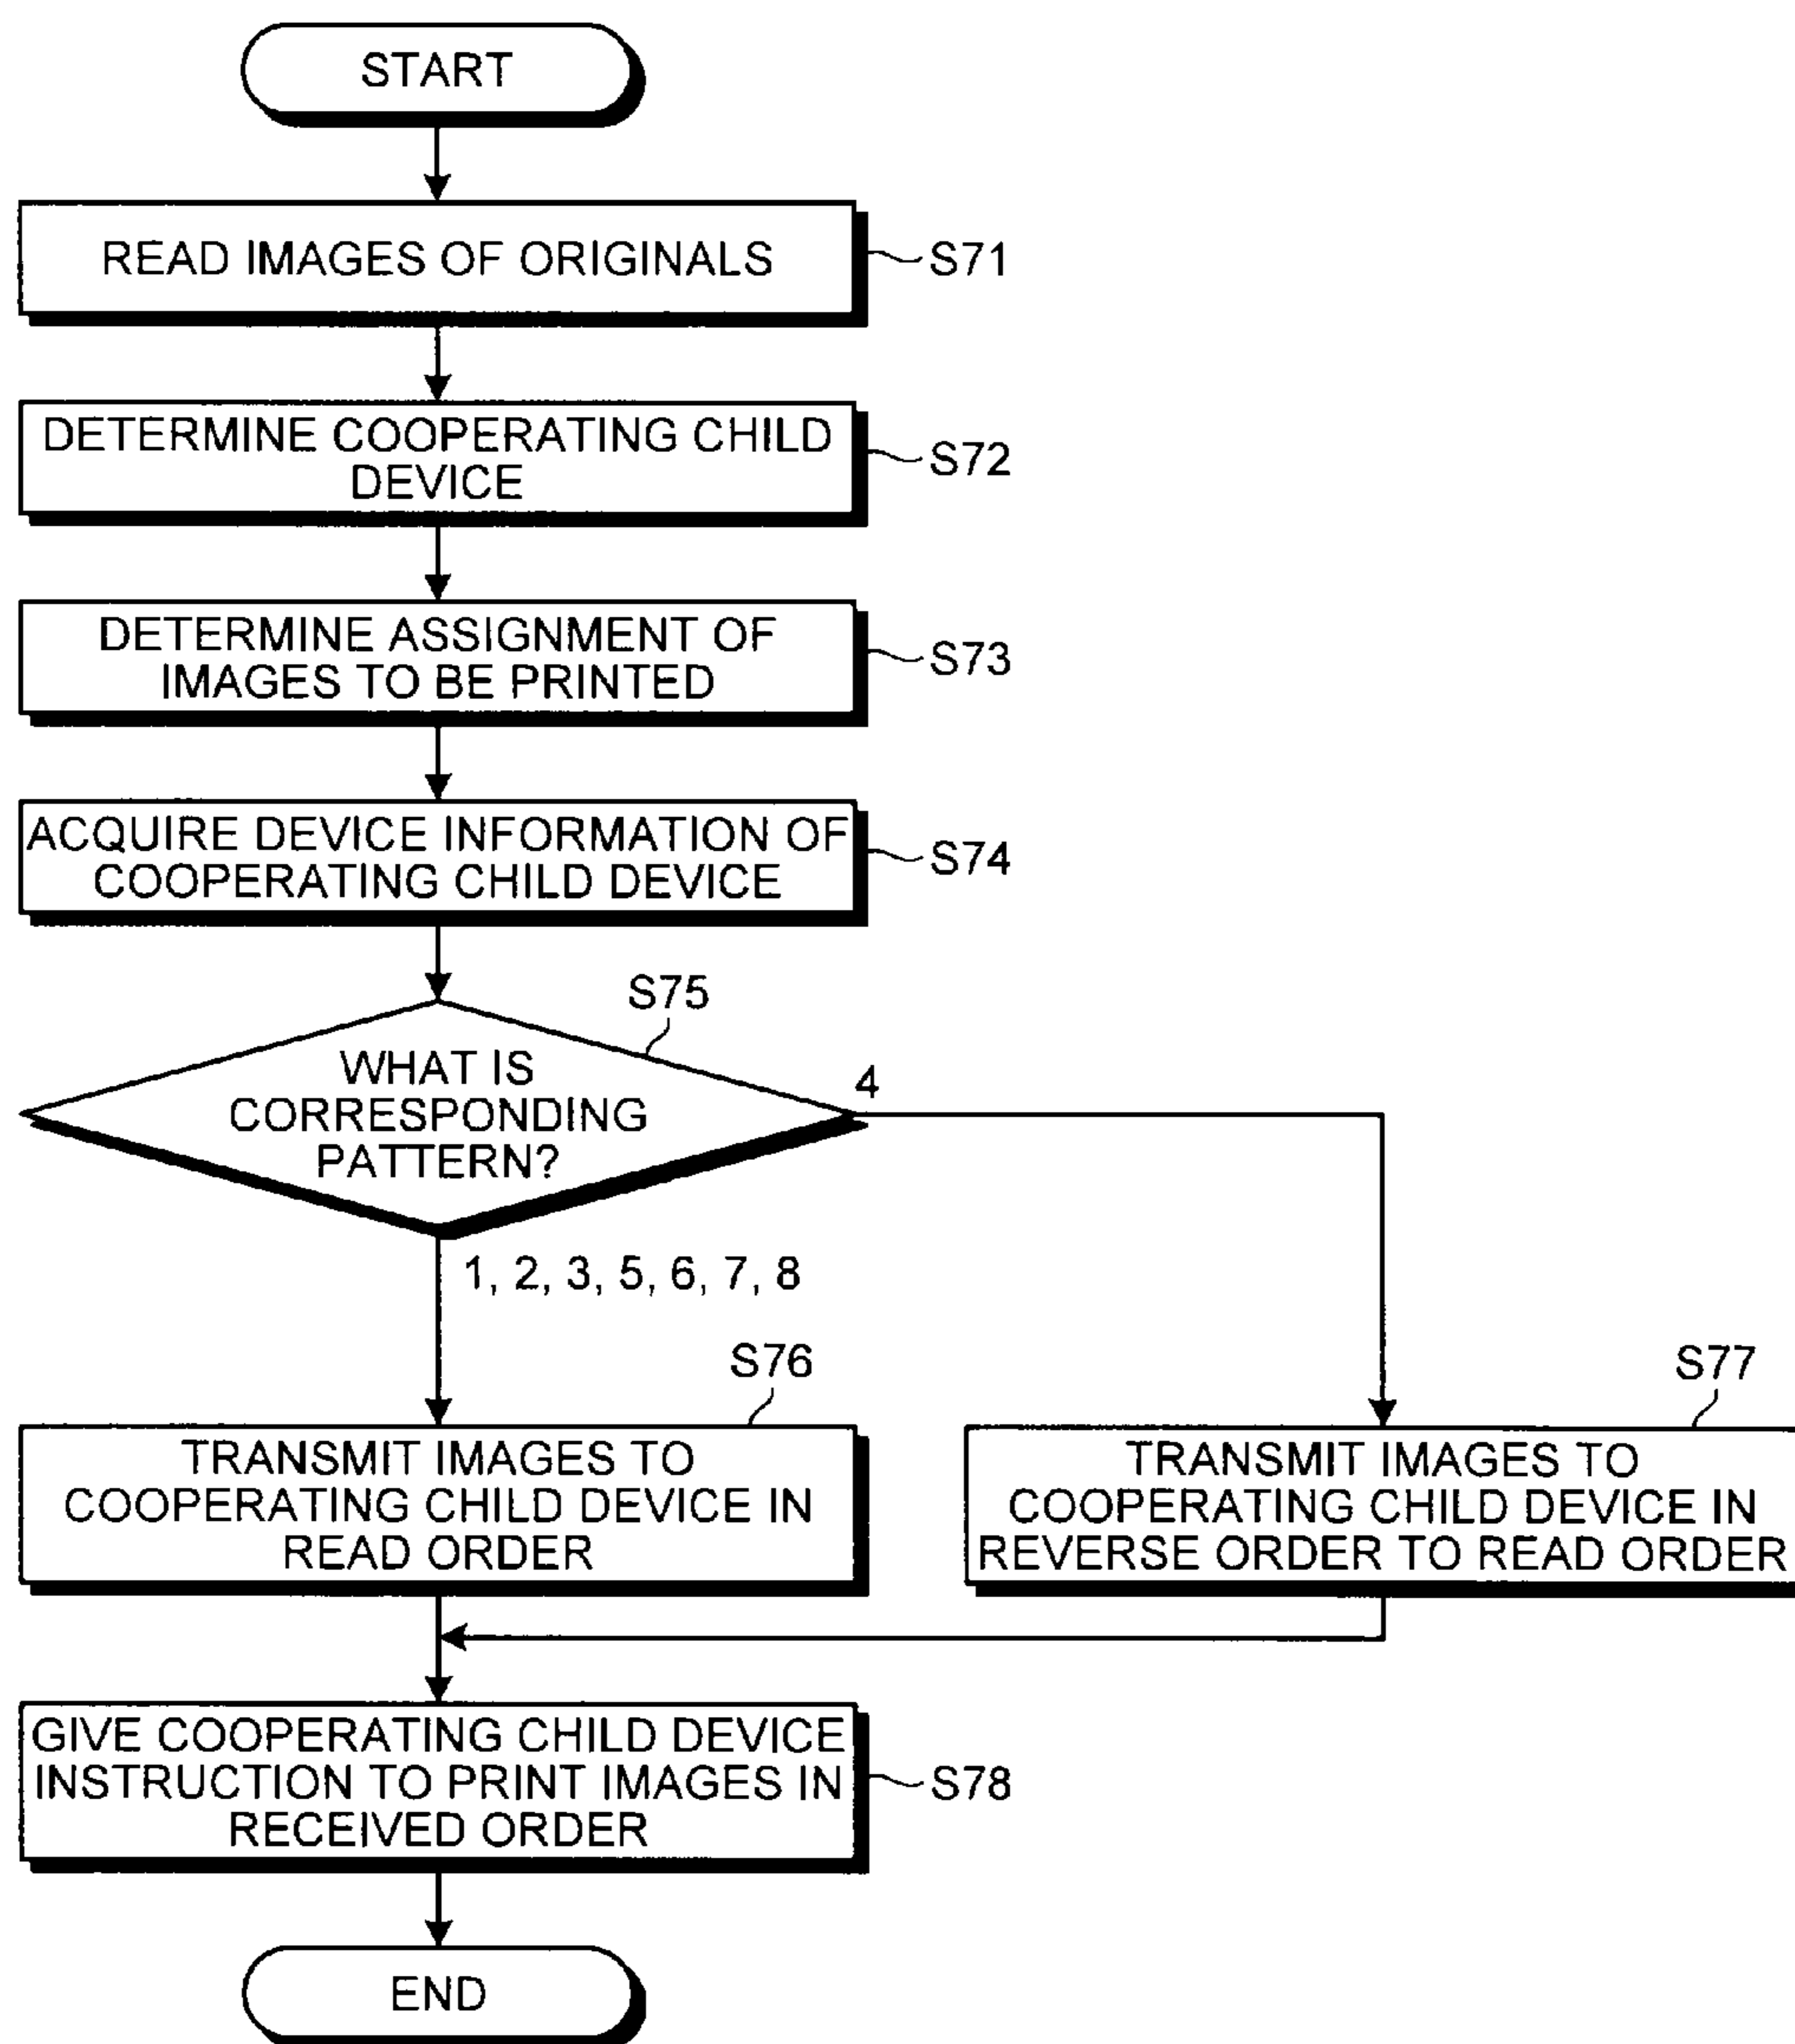 START
READ IMAGES OF ORIGINALS
S71
DETERMINE COOPERATING CHILD
DEVICE
S72
DETERMINE ASSIGNMENT OF
IMAGES TO BE PRINTED
S73
ACQUIRE DEVICE INFORMATION OF
COOPERATING CHILD DEVICE
S74
S75
WHAT IS
CORRESPONDING
PATTERN?
4
1, 2, 3, 5, 6, 7, 8
S76
TRANSMIT IMAGES TO
COOPERATING CHILD DEVICE IN
READ ORDER
S77
TRANSMIT IMAGES TO
COOPERATING CHILD DEVICE IN
REVERSE ORDER TO READ ORDER
GIVE COOPERATING CHILD DEVICE
INSTRUCTION TO PRINT IMAGES IN
RECEIVED ORDER
S78
END